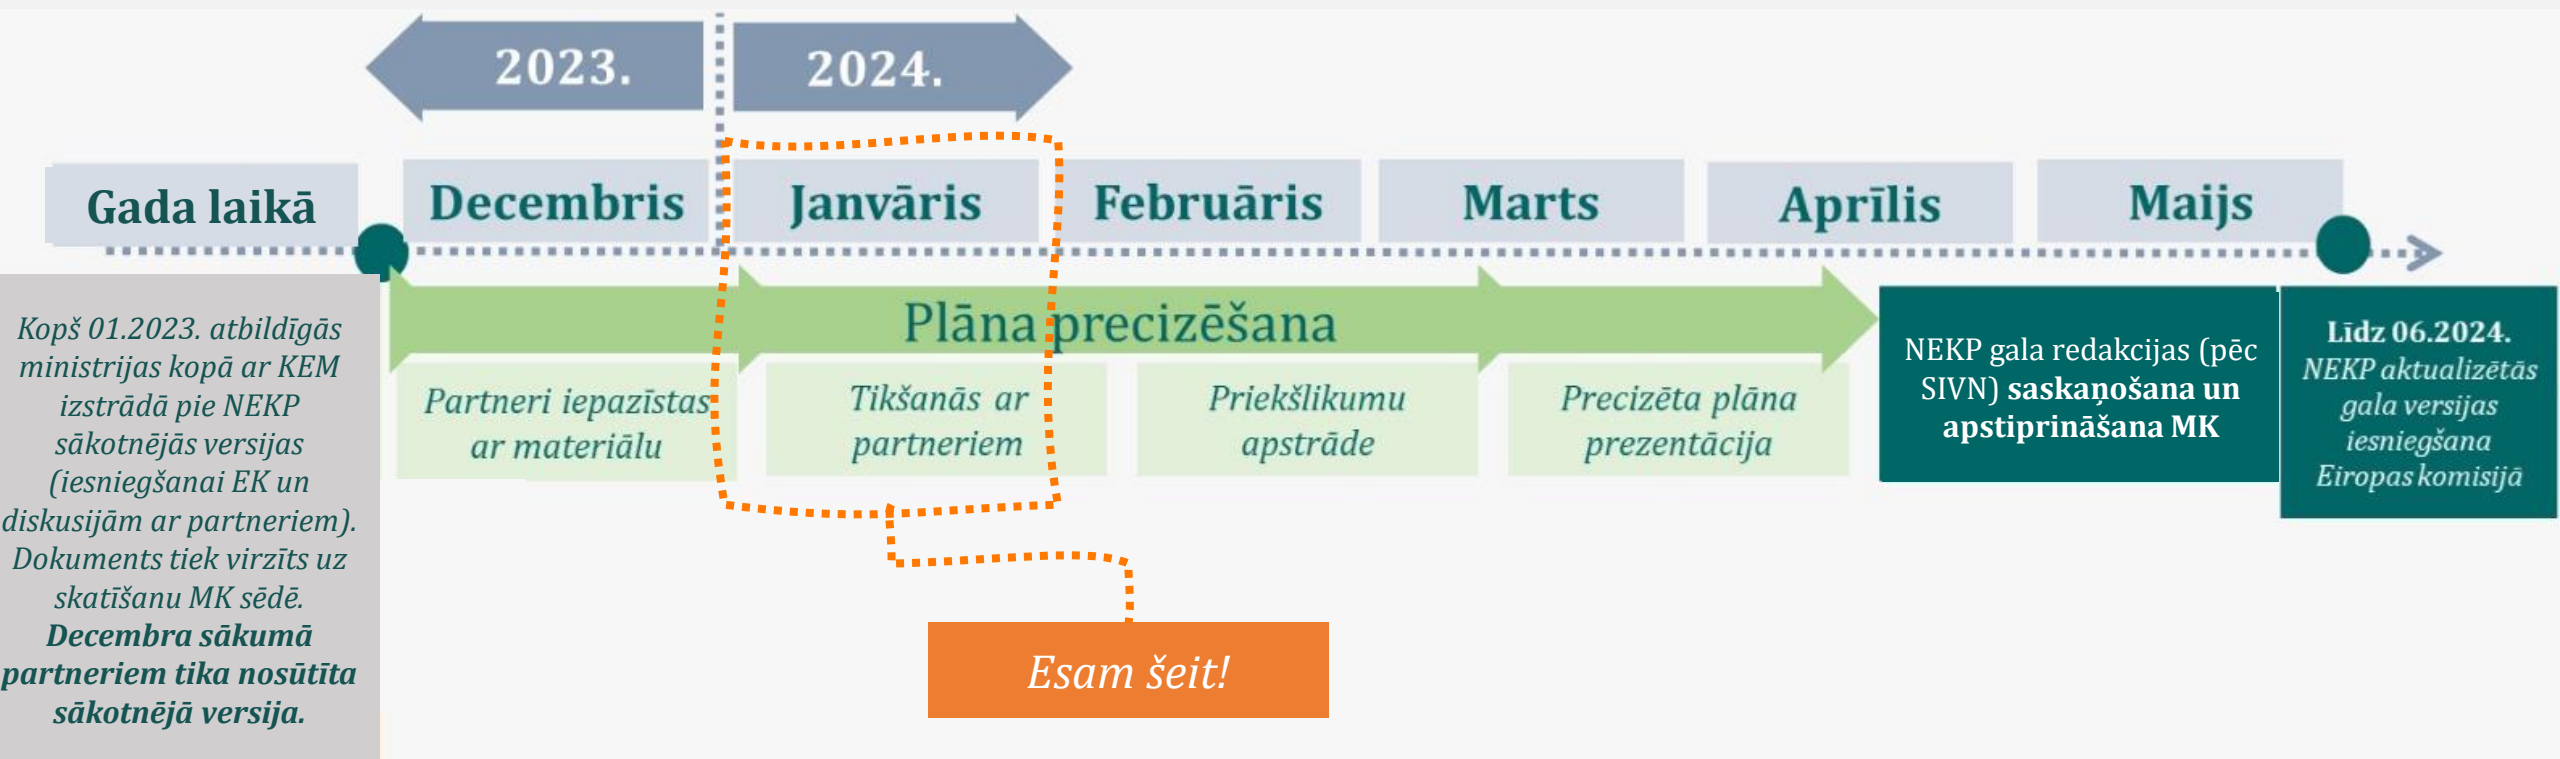 2023.
2024.
Gada laikā
Decembris
Janvāris
Februāris
Marts
Aprīlis
Maijs
Kopš 01.2023. atbildīgās
ministrijas kopā ar KEM
izstrādā pie NEKP
sākotnējās versijas
(iesniegšanai EK un
diskusijām ar partneriem).
Dokuments tiek virzīts uz
skatīšanu MK sēdē.
Decembra sākumā
partneriem tika nosūtīta
sākotnējā versija.
Plāna precizēšana
Partneri iepazīstas
ar materiālu
Tikšanās ar
partneriem
Priekšlikumu
apstrāde
Precizēta plāna
prezentācija
NEKP gala redakcijas (pēc
SIVN) saskaņošana un
apstiprināšana MK
Līdz 06.2024.
NEKP aktualizētās
gala versijas
iesniegšana
Eiropas komisijā
Esam šeit!